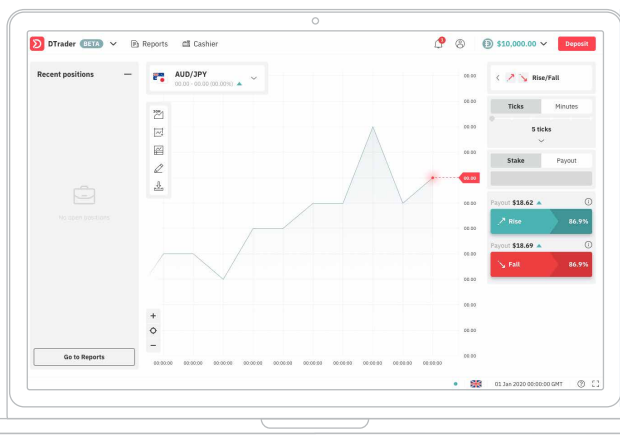 DTrader BETA
Reports
Cashier
$10,000.00
Deposit
Recent positions
No open positions
Go to Reports
AUD/JPY
00.00 - 00.00 (00.00%)
00.00
00.00
00.00
00.00
00.00
00.00
00.00
00.00
00.00
00.00
00.00
00.00
00:00:00 00:00:00 00:00:00 00:00:00 00:00:00 00:00:00 00:00:00 00:00:00 00:00:00 00:00:00
Rise/Fall
Ticks Minutes
5 ticks
Stake Payout
Payout $18.62
Rise 86.9%
Payout $18.69
Fall 86.9%
01 Jan 2020 00:00:00 GMT